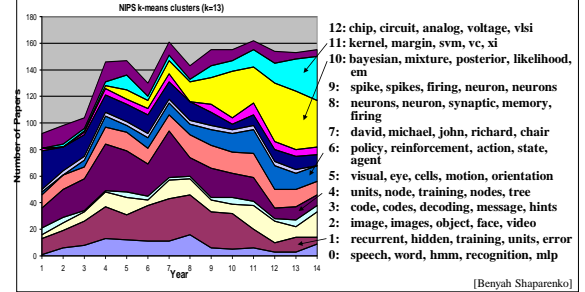 NIPS k-means clusters (k=13)
180
160
140
120
100
80
60
40
20
0
Number of Papers
1 2 3 4 5 6 7 8 9 10 11 12 13 14
Year
12: chip, circuit, analog, voltage, vlsi
11: kernel, margin, svm, vc, xi
10: bayesian, mixture, posterior, likelihood,
em
9: spike, spikes, firing, neuron, neurons
8: neurons, neuron, synaptic, memory,
firing
7: david, michael, john, richard, chair
6: policy, reinforcement, action, state,
agent
5: visual, eye, cells, motion, orientation
4: units, node, training, nodes, tree
3: code, codes, decoding, message, hints
2: image, images, object, face, video
1: recurrent, hidden, training, units, error
0: speech, word, hmm, recognition, mlp
[Benyah Shaparenko]